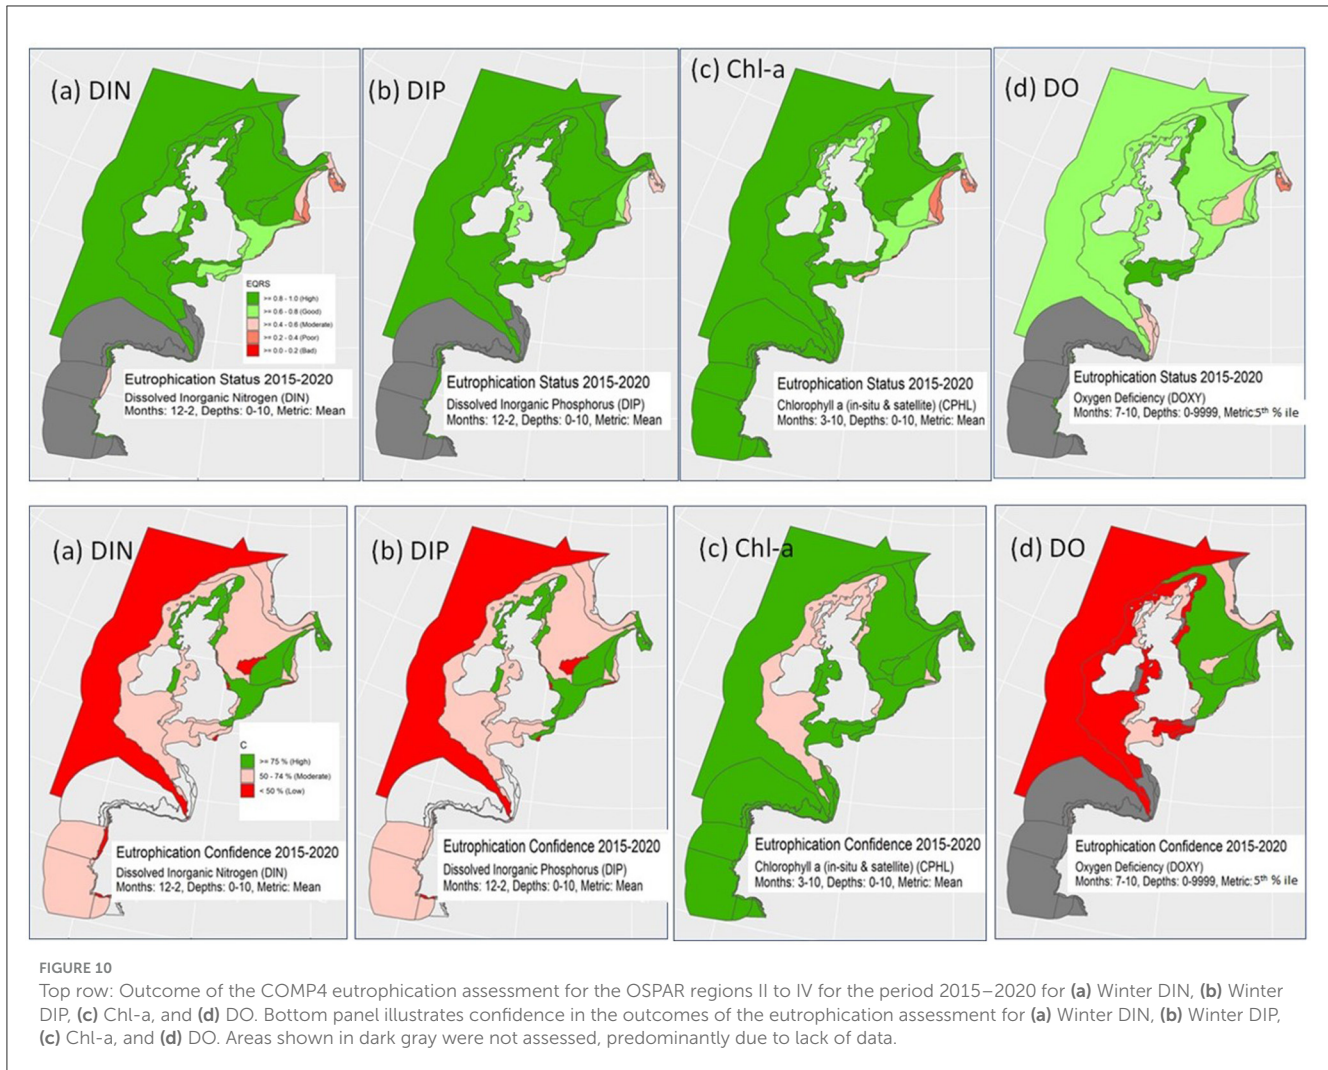 (a) DIN
EQRS
>= 0.8 - 1.0 (High)
>= 0.6 - 0.8 (Good)
>= 0.4 - 0.6 (Moderate)
>= 0.2 - 0.4 (Poor)
>= 0.0 - 0.2 (Bad)
Eutrophication Status 2015-2020
Dissolved Inorganic Nitrogen (DIN)
Months: 12-2, Depths: 0-10, Metric: Mean
(b) DIP
Eutrophication Status 2015-2020
Dissolved Inorganic Phosphorus (DIP)
Months: 12-2, Depths: 0-10, Metric: Mean
(c) Chl-a
Eutrophication Status 2015-2020
Chlorophyll a (in-situ & satellite) (CPHL)
Months: 3-10, Depths: 0-10, Metric: Mean
(d) DO
Eutrophication Status 2015-2020
Oxygen Deficiency (DOXY)
Months: 7-10, Depths: 0-9999, Metric:5th % ile
(a) DIN
C
>= 75 % (High)
50 - 74 % (Moderate)
< 50 % (Low)
Eutrophication Confidence 2015-2020
Dissolved Inorganic Nitrogen (DIN)
Months: 12-2, Depths: 0-10, Metric: Mean
(b) DIP
Eutrophication Confidence 2015-2020
Dissolved Inorganic Phosphorus (DIP)
Months: 12-2, Depths: 0-10, Metric: Mean
(c) Chl-a
Eutrophication Confidence 2015-2020
Chlorophyll a (in-situ & satellite) (CPHL)
Months: 3-10, Depths: 0-10, Metric: Mean
(d) DO
Eutrophication Confidence 2015-2020
Oxygen Deficiency (DOXY)
Months: 7-10, Depths: 0-9999, Metric:5th % ile
FIGURE 10
Top row: Outcome of the COMP4 eutrophication assessment for the OSPAR regions II to IV for the period 2015–2020 for (a) Winter DIN, (b) Winter
DIP, (c) Chl-a, and (d) DO. Bottom panel illustrates confidence in the outcomes of the eutrophication assessment for (a) Winter DIN, (b) Winter DIP,
(c) Chl-a, and (d) DO. Areas shown in dark gray were not assessed, predominantly due to lack of data.